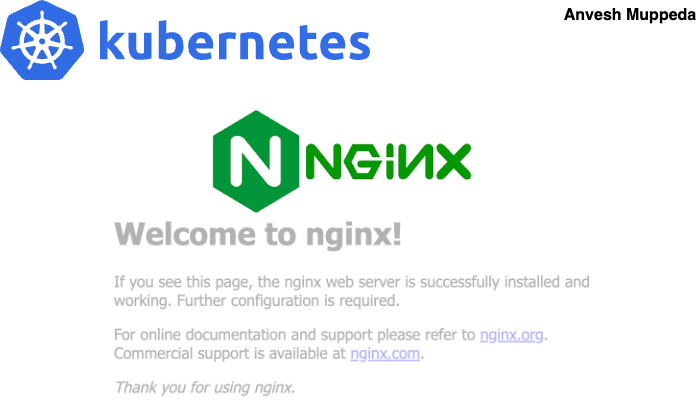 kubernetes
Anvesh Muppeda
N NGiNX
Welcome to nginx!
If you see this page, the nginx web server is successfully installed and
working. Further configuration is required.
For online documentation and support please refer to nginx.org.
Commercial support is available at nginx.com.
Thank you for using nginx.